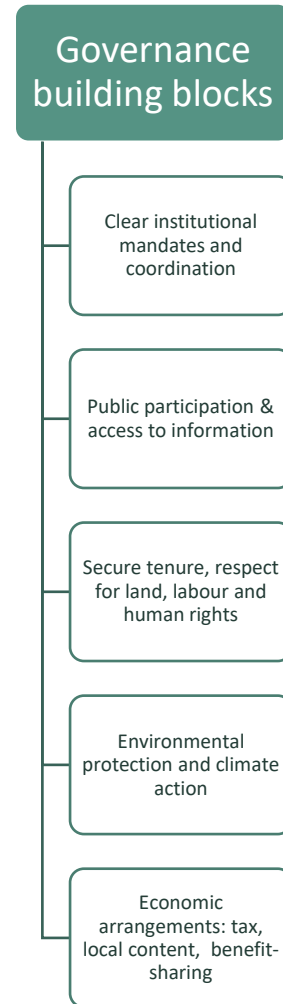 Governance
building blocks
Clear institutional
mandates and
coordination
Public participation &
access to information
Secure tenure, respect
for land, labour and
human rights
Environmental
protection and climate
action
Economic
arrangements: tax,
local content,  benefit-
sharing